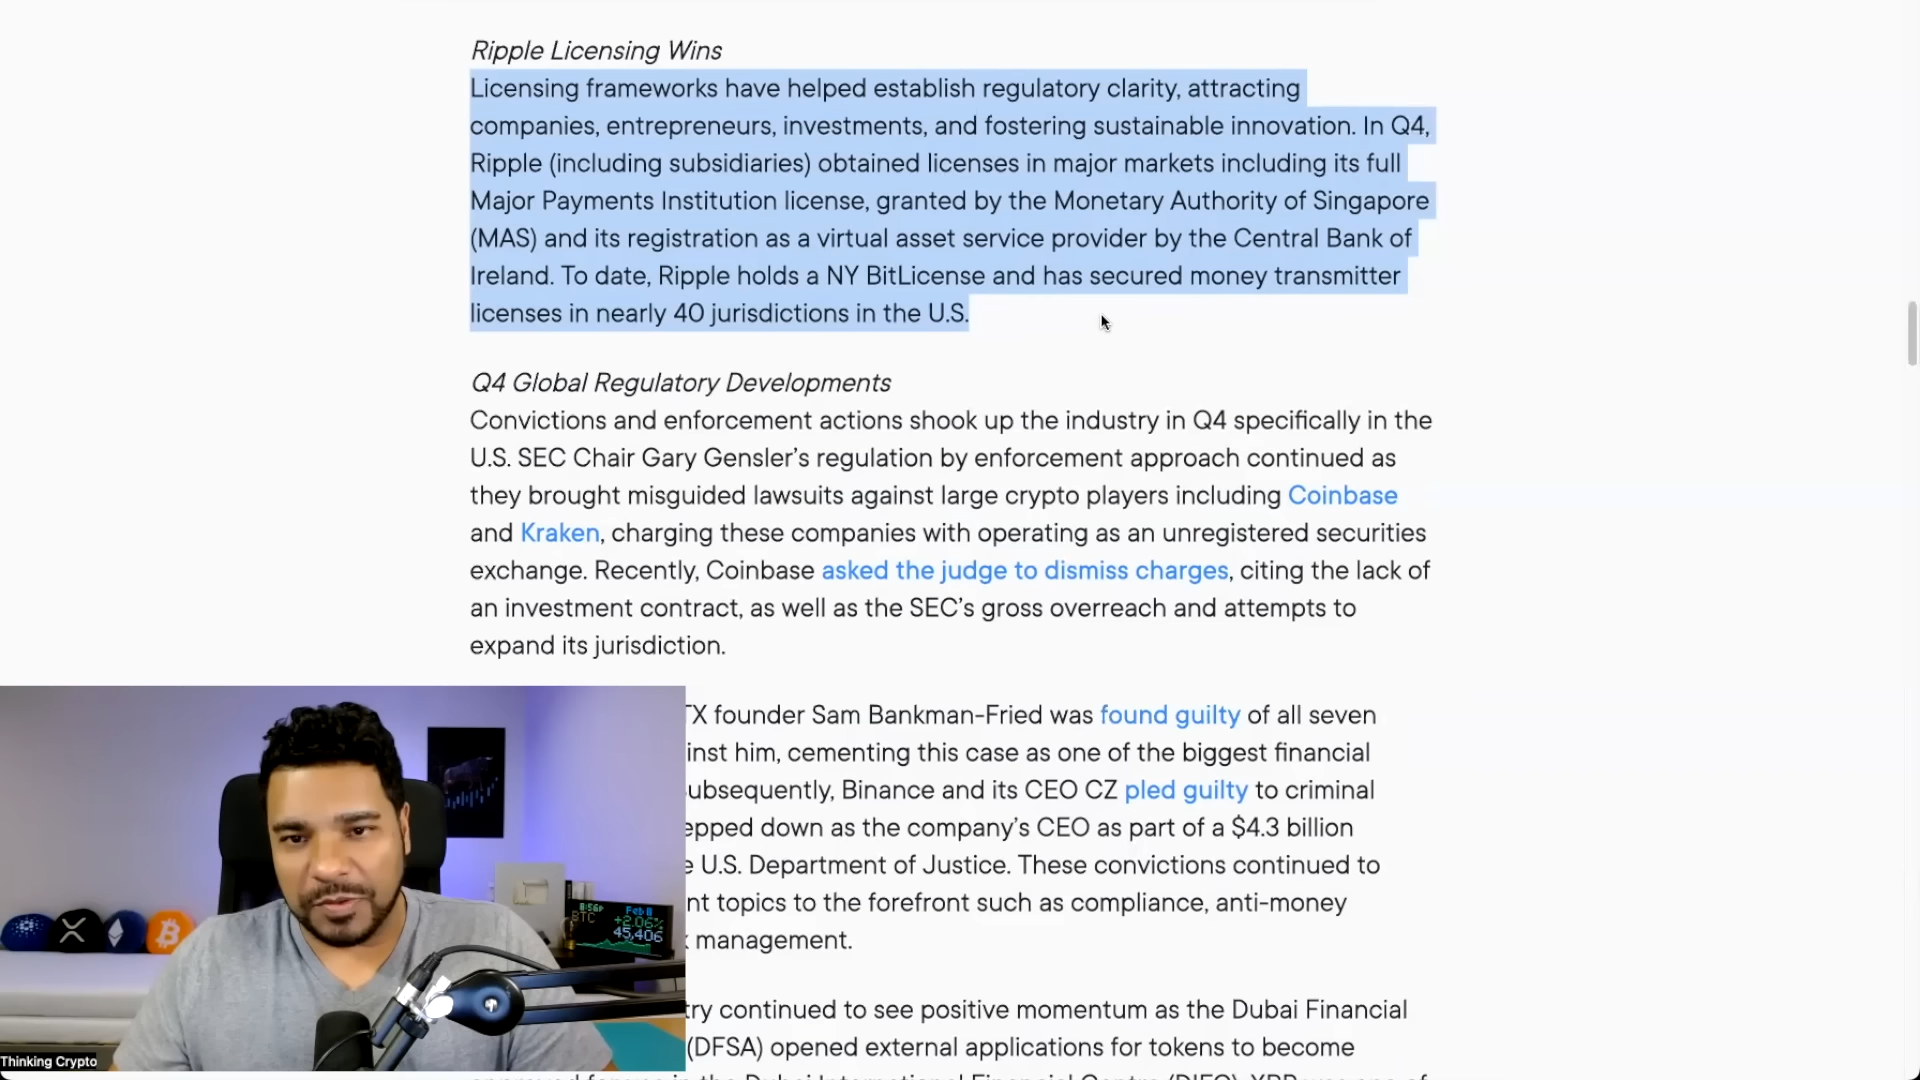 Ripple Licensing Wins
Licensing frameworks have helped establish regulatory clarity, attracting
companies, entrepreneurs, investments, and fostering sustainable innovation. In Q4,
Ripple (including subsidiaries) obtained licenses in major markets including its full
Major Payments Institution license, granted by the Monetary Authority of Singapore
(MAS) and its registration as a virtual asset service provider by the Central Bank of
Ireland. To date, Ripple holds a NY BitLicense and has secured money transmitter
licenses in nearly 40 jurisdictions in the U.S.
Q4 Global Regulatory Developments
Convictions and enforcement actions shook up the industry in Q4 specifically in the
U.S. SEC Chair Gary Gensler’s regulation by enforcement approach continued as
they brought misguided lawsuits against large crypto players including Coinbase
and Kraken, charging these companies with operating as an unregistered securities
exchange. Recently, Coinbase asked the judge to dismiss charges, citing the lack of
an investment contract, as well as the SEC’s gross overreach and attempts to
expand its jurisdiction.
TX founder Sam Bankman-Fried was found guilty of all seven
inst him, cementing this case as one of the biggest financial
ubsequently, Binance and its CEO CZ pled guilty to criminal
epped down as the company’s CEO as part of a $4.3 billion
e U.S. Department of Justice. These convictions continued to
nt topics to the forefront such as compliance, anti-money
k management.
try continued to see positive momentum as the Dubai Financial
(DFSA) opened external applications for tokens to become
8:56P Feb 8
BTC +2.06%
45,406
Thinking Crypto